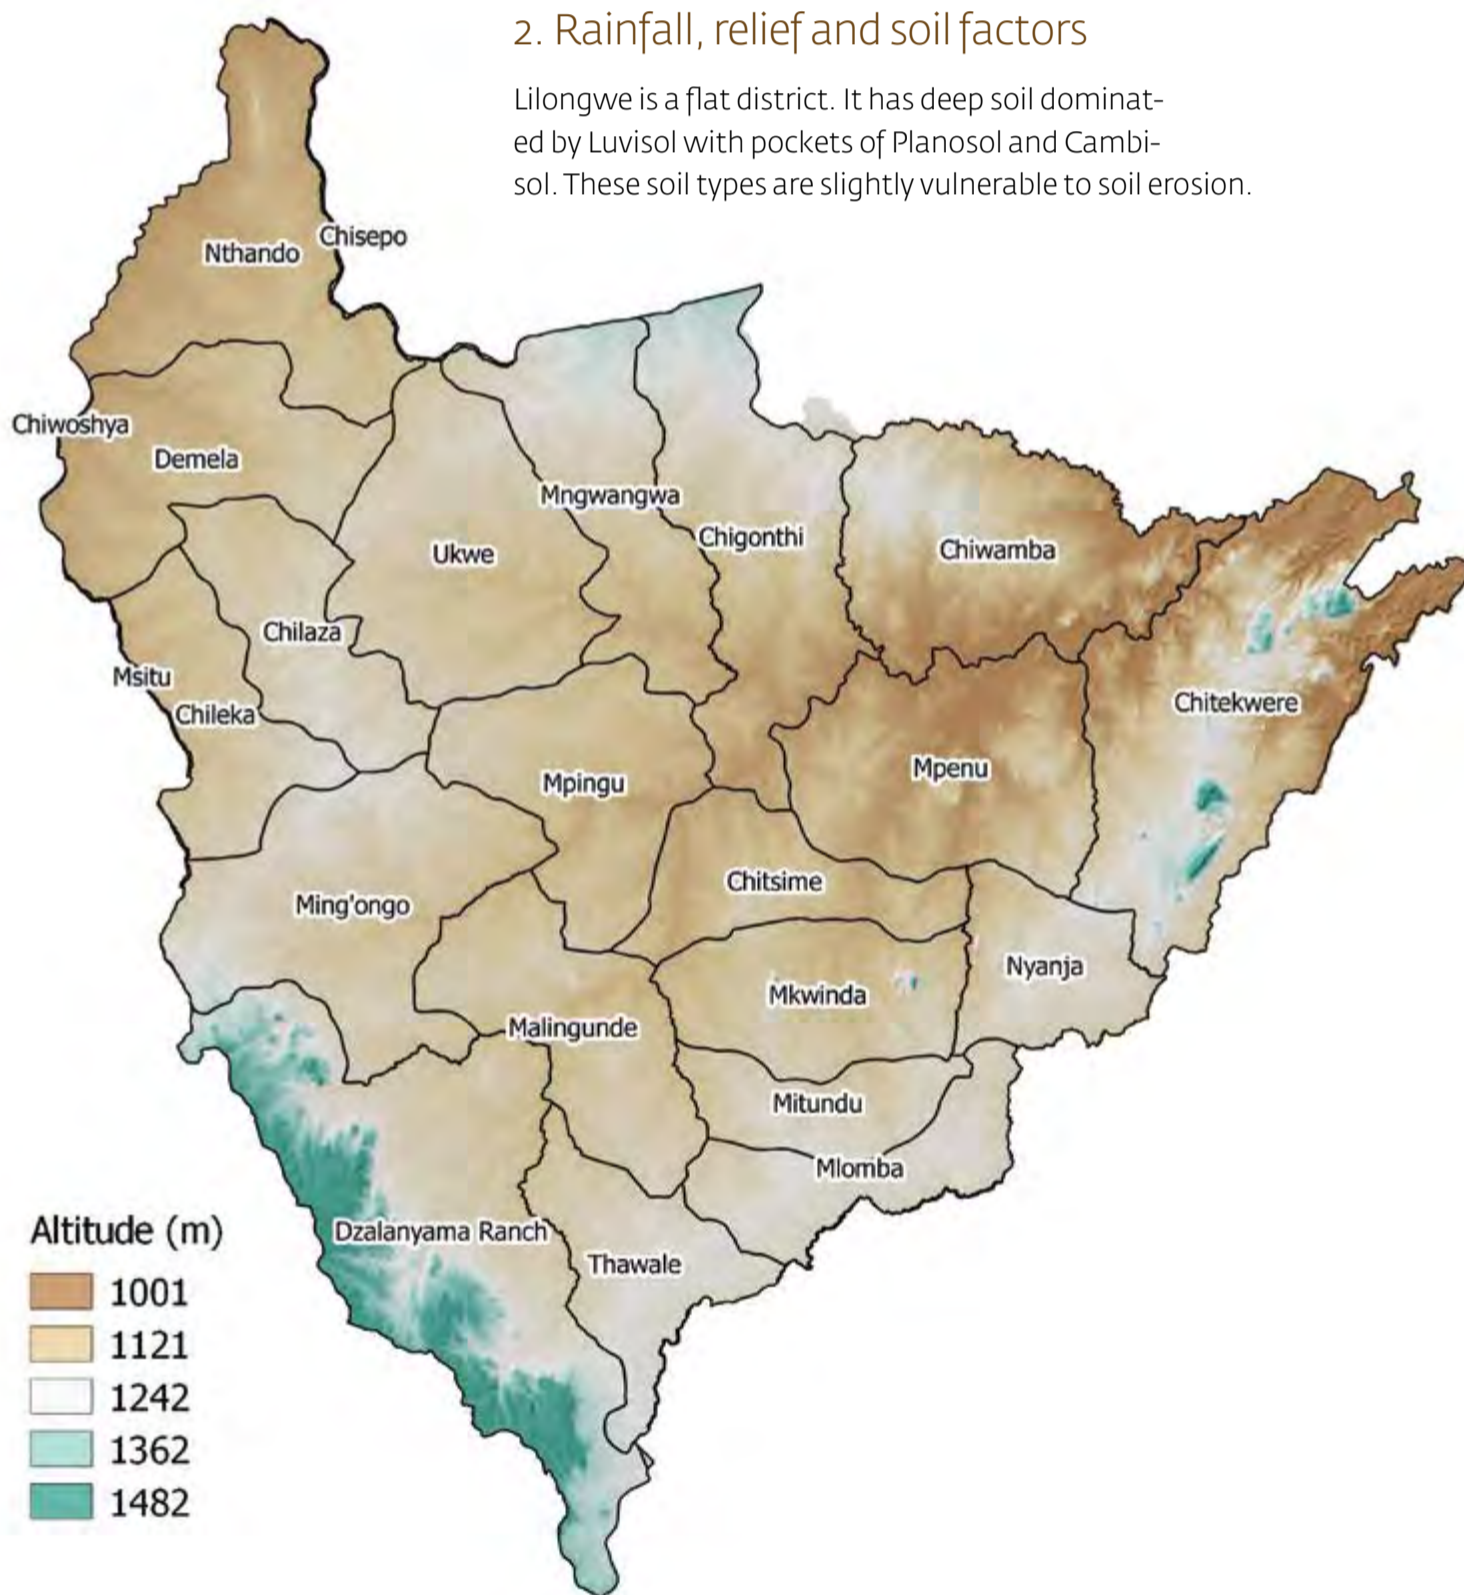 2. Rainfall, relief and soil factors
Lilongwe is a flat district. It has deep soil dominat-
ed by Luvisol with pockets of Planosol and Cambi-
sol. These soil types are slightly vulnerable to soil erosion.
Chisepo
Nthando
Chiwoshya
Demela
Mngwangwa
Chigonthi
Ukwe
Chiwamba
Chilaza
Msitu
Chileka
Chitekwere
Mpingu
Mpenu
Chitsime
Ming'ongo
Nyanja
Mkwinda
Malingunde
Mitundu
Mlomba
Dzalanyama Ranch
Thawale
Altitude (m)
1001
1121
1242
1362
1482